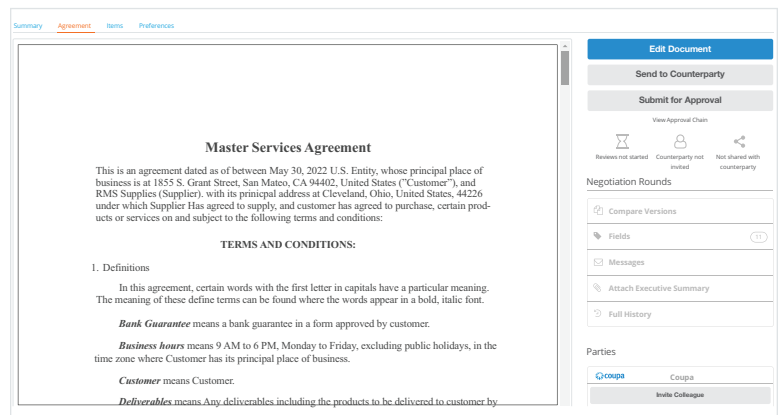 Summary Agreement Items Preferences
Master Services Agreement
This is an agreement dated as of between May 30, 2022 U.S. Entity, whose principal place of
business is at 1855 S. Grant Street, San Mateo, CA 94402, United States ("Customer"), and
RMS Supplies (Supplier). with its prinicpal address at Cleveland, Ohio, United States, 44226
under which Supplier Has agreed to supply, and customer has agreed to purchase, certain prod-
ucts or services on and subject to the following terms and conditions:
TERMS AND CONDITIONS:
1. Definitions
In this agreement, certain words with the first letter in capitals have a particular meaning.
The meaning of these define terms can be found where the words appear in a bold, italic font.
Bank Guarantee means a bank guarantee in a form approved by customer.
Business hours means 9 AM to 6 PM, Monday to Friday, excluding public holidays, in the
time zone where Customer has its principal place of business.
Customer means Customer.
Deliverables means Any deliverables including the products to be delivered to customer by
Edit Document
Send to Counterparty
Submit for Approval
View Approval Chain
Reviews not started
Counterparty not
invited
Not shared with
counterparty
Negotiation Rounds
Compare Versions
Fields 11
Messages
Attach Executive Summary
Full History
Parties
coupa Coupa
Invite Colleague